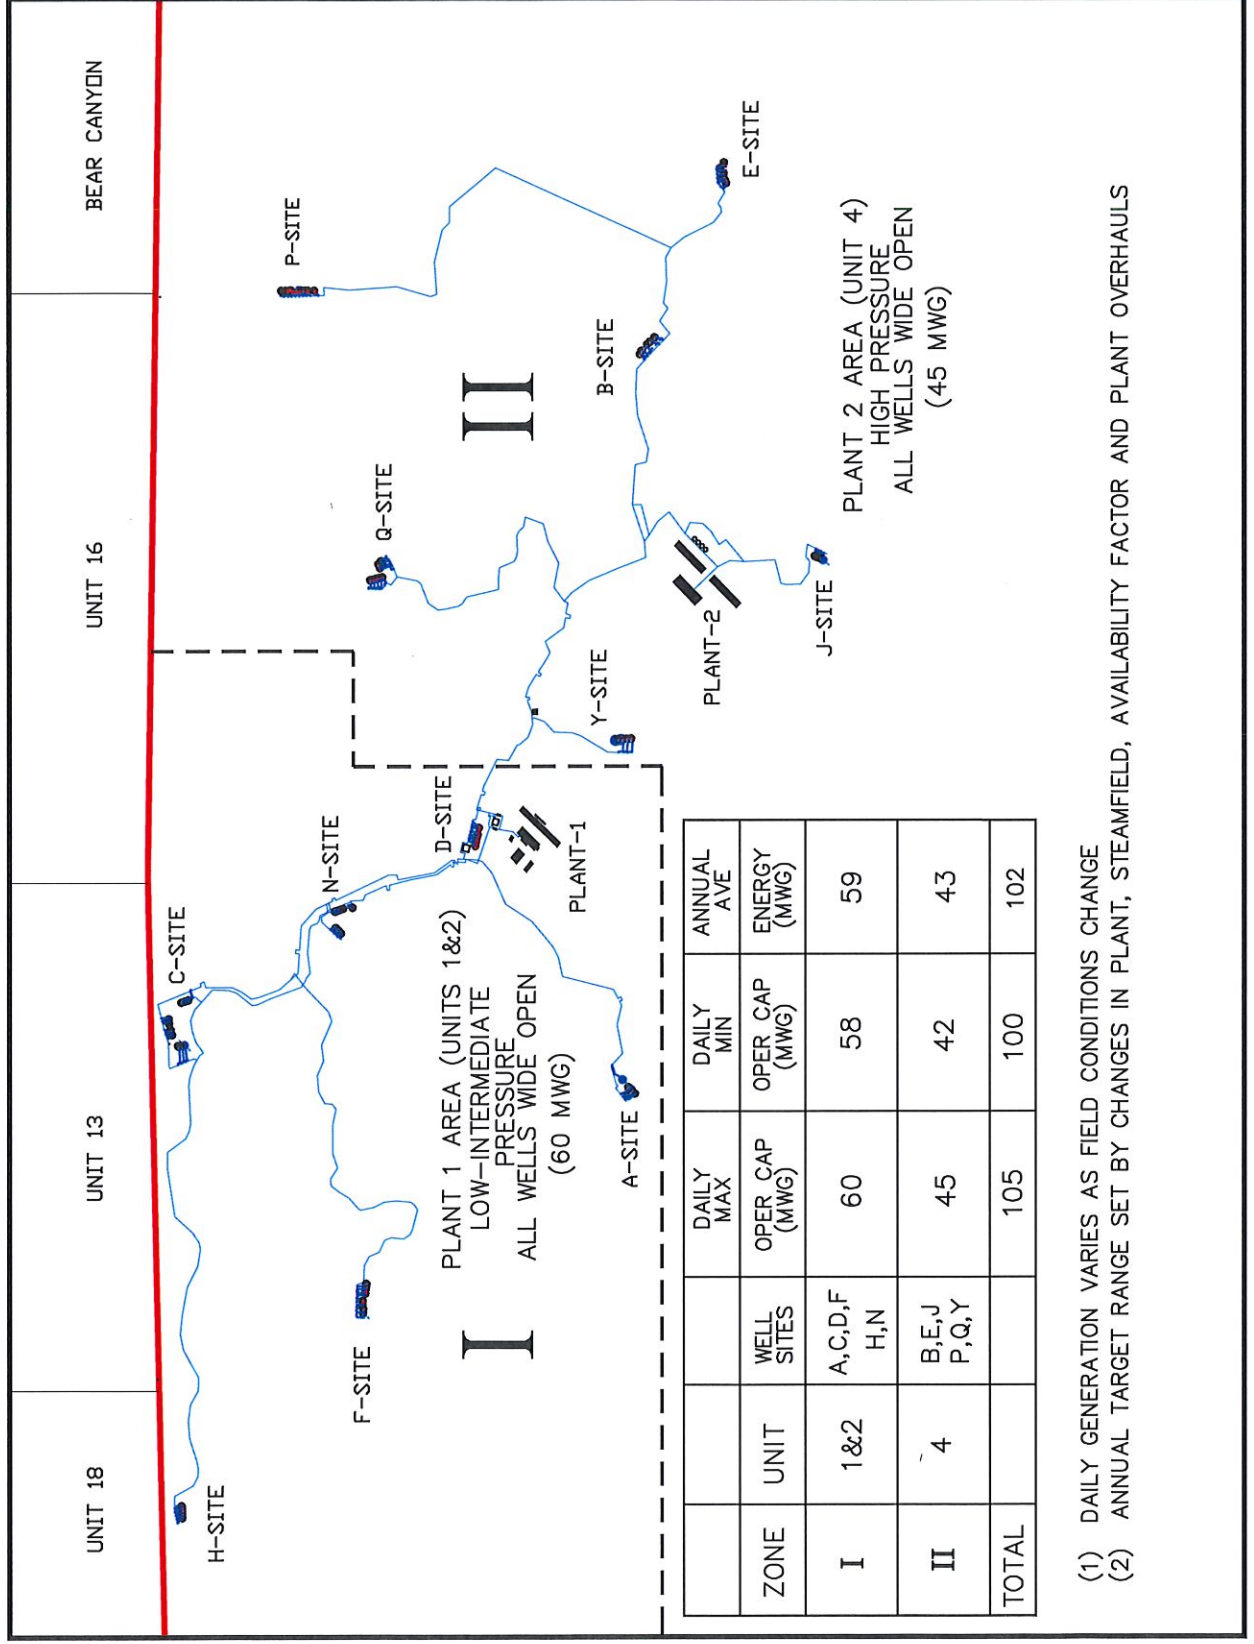 UNIT 18
UNIT 13
UNIT 16
BEAR CANYON
H-SITE
C-SITE
P-SITE
F-SITE
N-SITE
Q-SITE
I
II
D-SITE
PLANT 1 AREA (UNITS 1&2)
LOW-INTERMEDIATE
PRESSURE
ALL WELLS WIDE OPEN
(60 MWG)
A-SITE
PLANT-1
Y-SITE
B-SITE
E-SITE
PLANT-2
J-SITE
PLANT 2 AREA (UNIT 4)
HIGH PRESSURE
ALL WELLS WIDE OPEN
(45 MWG)
DAILY MAX DAILY MIN ANNUAL AVE
ZONE UNIT WELL SITES OPER CAP (MWG) OPER CAP (MWG) ENERGY (MWG)
I 1&2 A,C,D,F H,N 60 58 59
II 4 B,E,J P,Q,Y 45 42 43
TOTAL 105 100 102
(1) DAILY GENERATION VARIES AS FIELD CONDITIONS CHANGE
(2) ANNUAL TARGET RANGE SET BY CHANGES IN PLANT, STEAMFIELD, AVAILABILITY FACTOR AND PLANT OVERHAULS